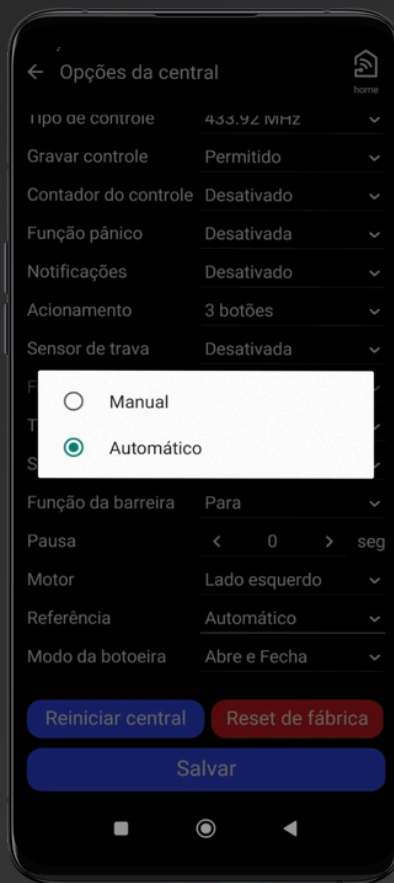 Opções da central
home
Tipo de controle 433.92 MHz
Gravar controle Permitido
Contador do controle Desativado
Função pânico Desativada
Notificações Desativado
Acionamento 3 botões
Sensor de trava Desativada
F
Manual
T
Automático
S
Função da barreira Para
Pausa < 0 > seg
Motor Lado esquerdo
Referência Automático
Modo da botoeira Abre e Fecha
Reiniciar central Reset de fábrica
Salvar